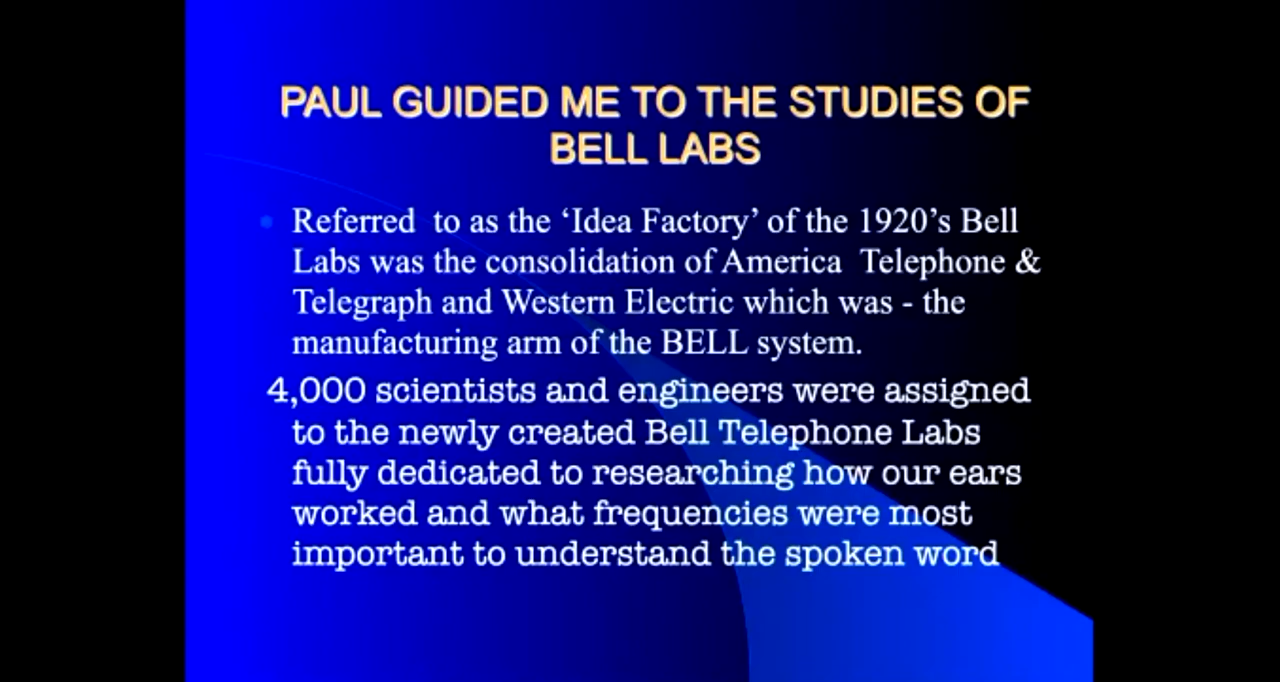 PAUL GUIDED ME TO THE STUDIES OF
BELL LABS
Referred to as the ‘Idea Factory’ of the 1920’s Bell
Labs was the consolidation of America Telephone &
Telegraph and Western Electric which was - the
manufacturing arm of the BELL system.
4,000 scientists and engineers were assigned
to the newly created Bell Telephone Labs
fully dedicated to researching how our ears
worked and what frequencies were most
important to understand the spoken word